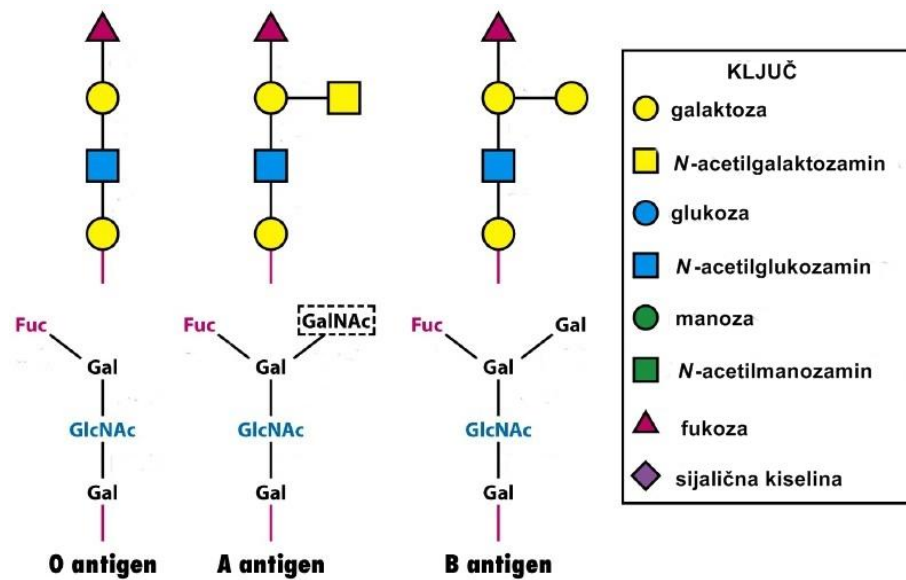 KLJUČ
galaktoza
N-acetilgalaktozamin
glukoza
N-acetilglukozamin
manoza
N-acetilmanozamin
fukoza
sijalična kiselina
Fuc
Gal
GlcNAc
Gal
O antigen
Fuc
GalNAc
Gal
GlcNAc
Gal
A antigen
Fuc
Gal
Gal
GlcNAc
Gal
B antigen